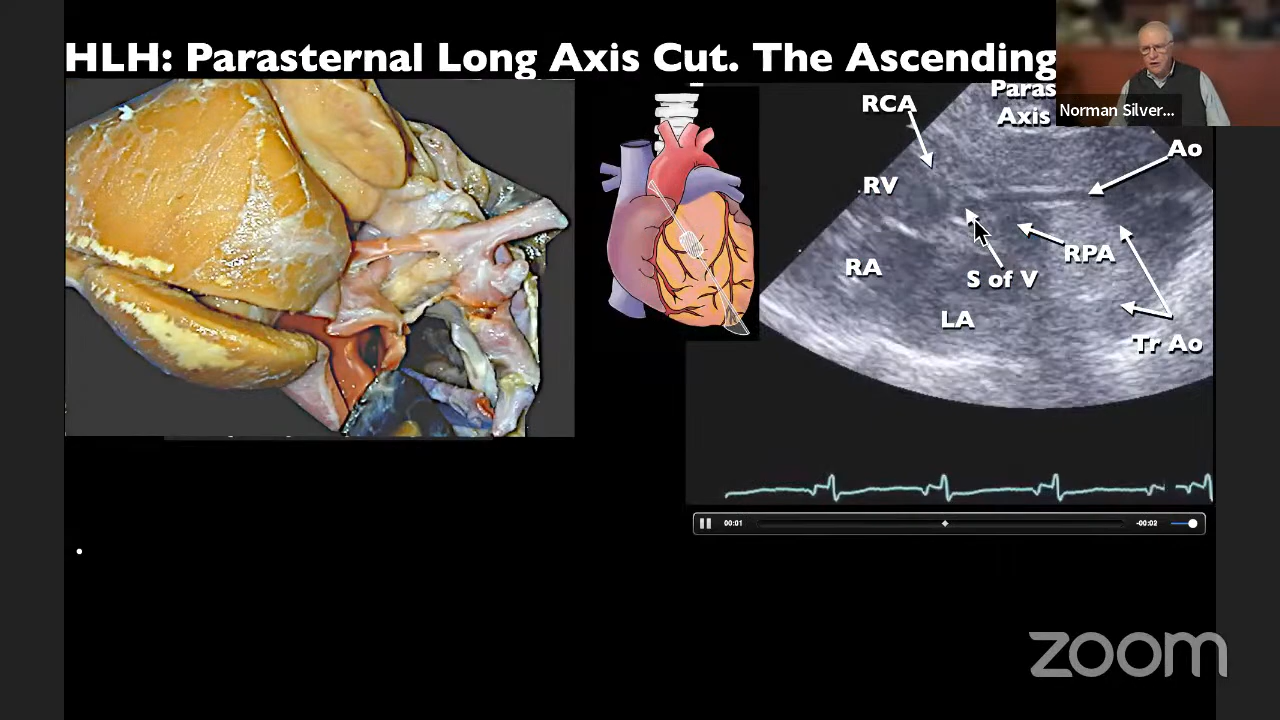 HLH: Parasternal Long Axis Cut. The Ascending
Norman Silver...
Paras
Axis
RCA
Ao
RV
RPA
RA
S of V
LA
Tr Ao
00:01
-00:02
zoom